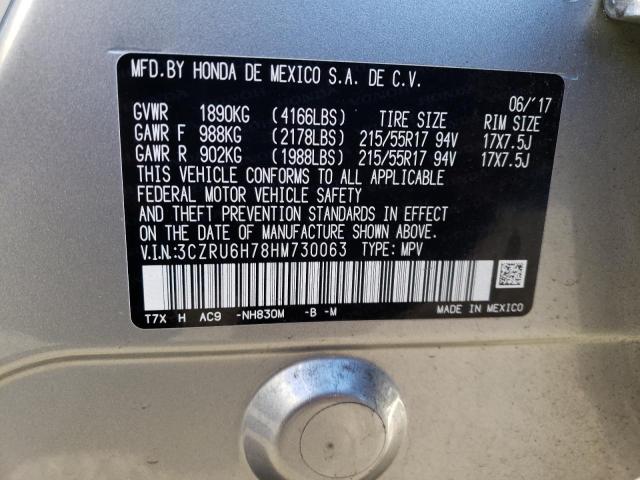 MFD.BY HONDA DE MEXICO S.A. DE C.V.
06/'17
GVWR 1890KG (4166LBS) TIRE SIZE RIM SIZE
GAWR F 988KG (2178LBS) 215/55R17 94V 17X7.5J
GAWR R 902KG (1988LBS) 215/55R17 94V 17X7.5J
THIS VEHICLE CONFORMS TO ALL APPLICABLE
FEDERAL MOTOR VEHICLE SAFETY
AND THEFT PREVENTION STANDARDS IN EFFECT
ON THE DATE OF MANUFACTURE SHOWN ABOVE.
V.I.N.:3CZRU6H78HM730063 TYPE: MPV
T7X H AC9 -NH830M -B -M
MADE IN MEXICO